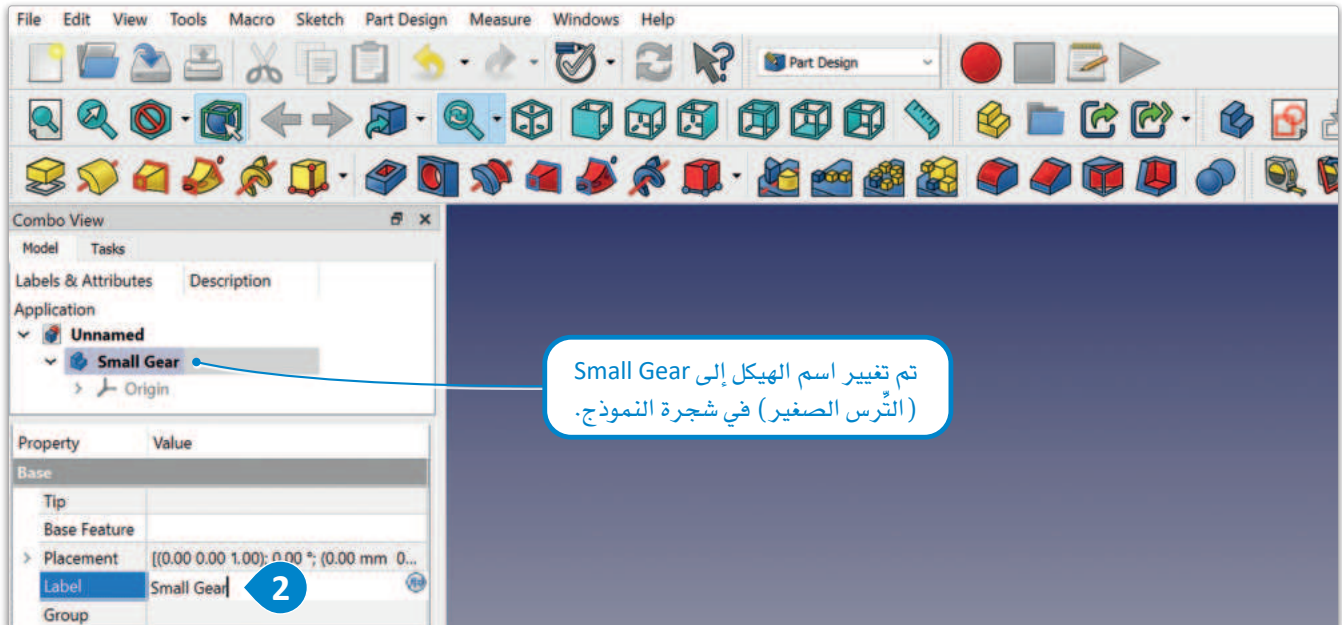 File Edit View Tools Macro Sketch Part Design Measure Windows Help
Part Design
Combo View
Model Tasks
Labels & Attributes Description
Application
Unnamed
Small Gear
Origin
تم تغيير اسم الهيكل إلى Small Gear
(التِّرس الصغير) في شجرة النموذج.
Property Value
Base
Tip
Base Feature
Placement [(0.00 0.00 1.00); 0.00 °; (0.00 mm 0...
Label Small Gear 2
Group